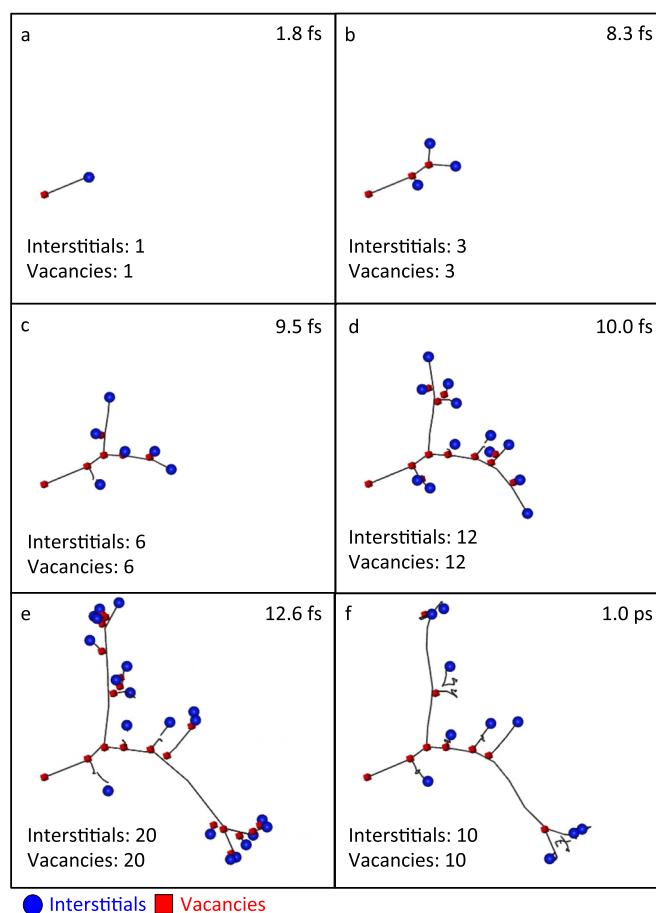 a 1.8 fs
Interstitials: 1
Vacancies: 1
b 8.3 fs
Interstitials: 3
Vacancies: 3
c 9.5 fs
Interstitials: 6
Vacancies: 6
d 10.0 fs
Interstitials: 12
Vacancies: 12
e 12.6 fs
Interstitials: 20
Vacancies: 20
f 1.0 ps
Interstitials: 10
Vacancies: 10
Interstitials Vacancies